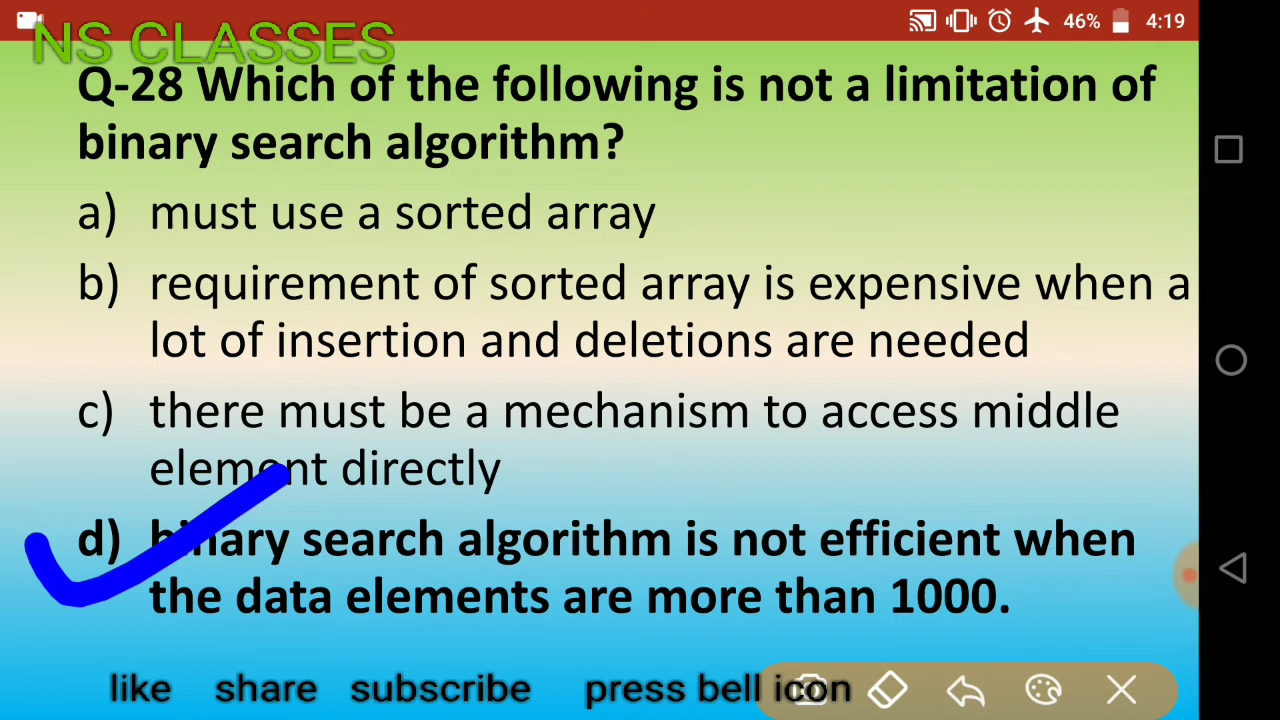 46% 4:19
NS CLASSES
Q-28 Which of the following is not a limitation of
binary search algorithm?
a) must use a sorted array
b) requirement of sorted array is expensive when a
lot of insertion and deletions are needed
c) there must be a mechanism to access middle
element directly
d) binary search algorithm is not efficient when
the data elements are more than 1000.
like share subscribe press bell icon